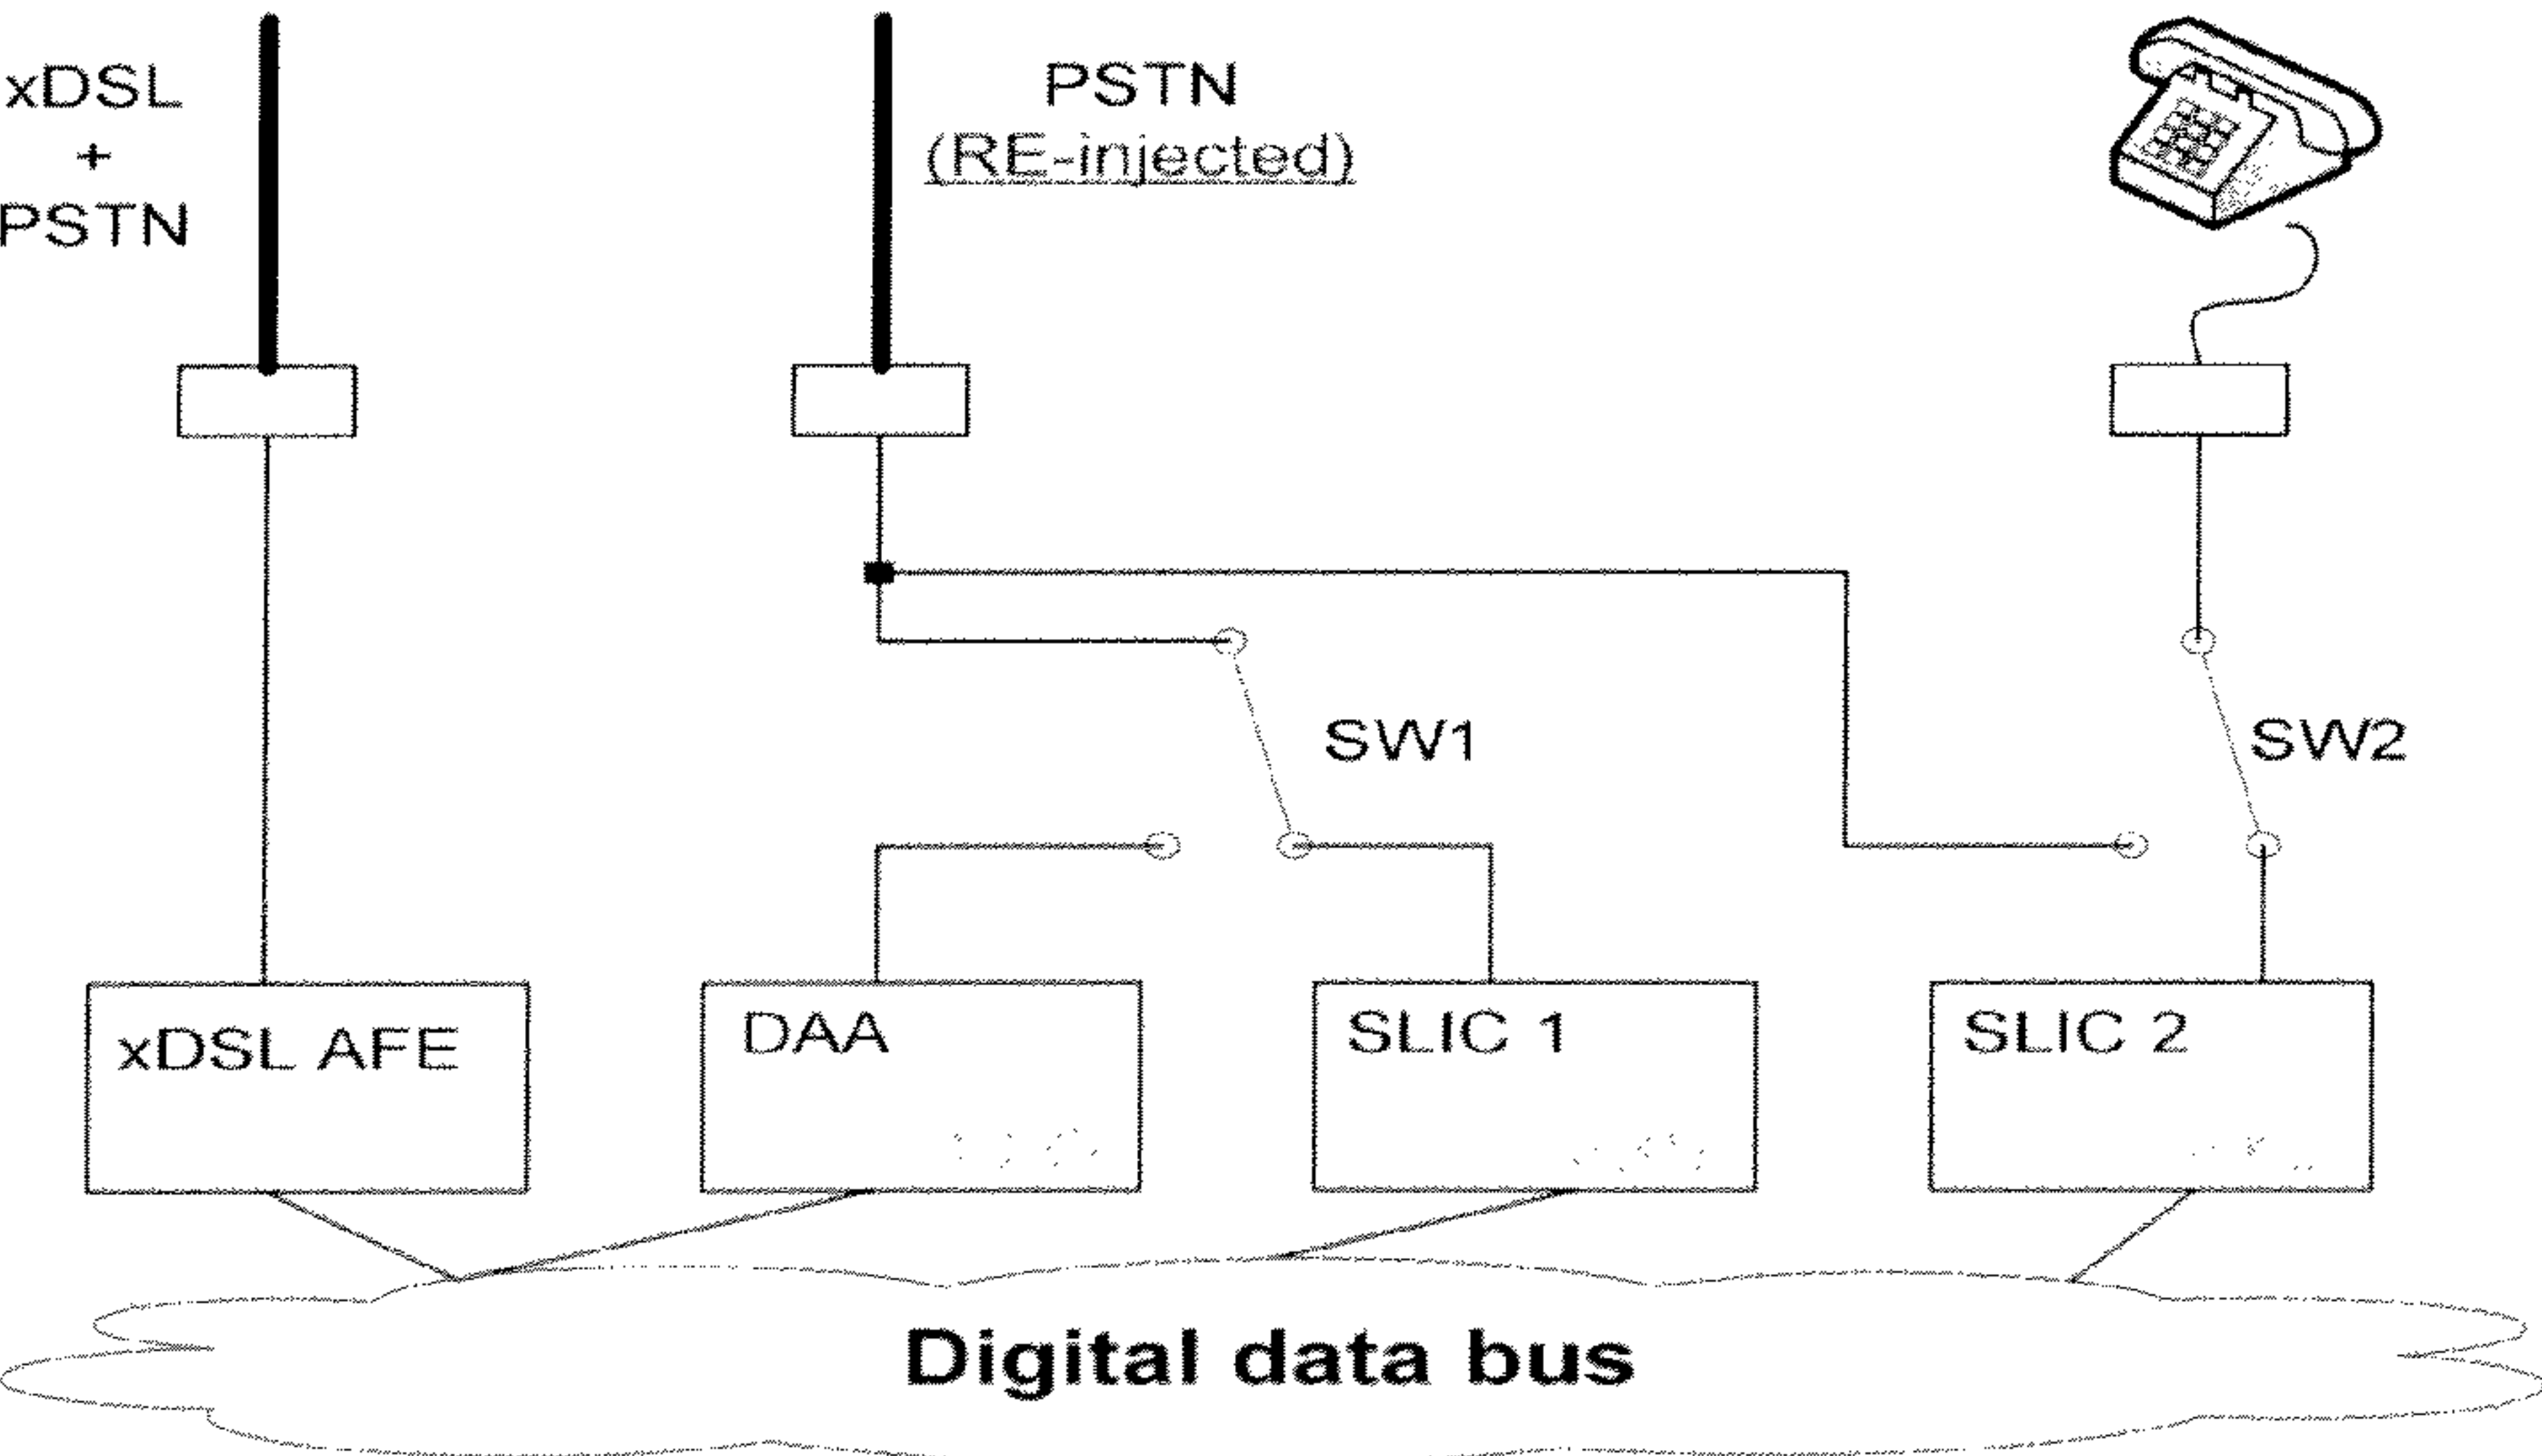 xDSL
+
PSTN
PSTN
(RE-injected)
SW1
SW2
xDSL AFE
DAA
SLIC 1
SLIC 2
Digital data bus